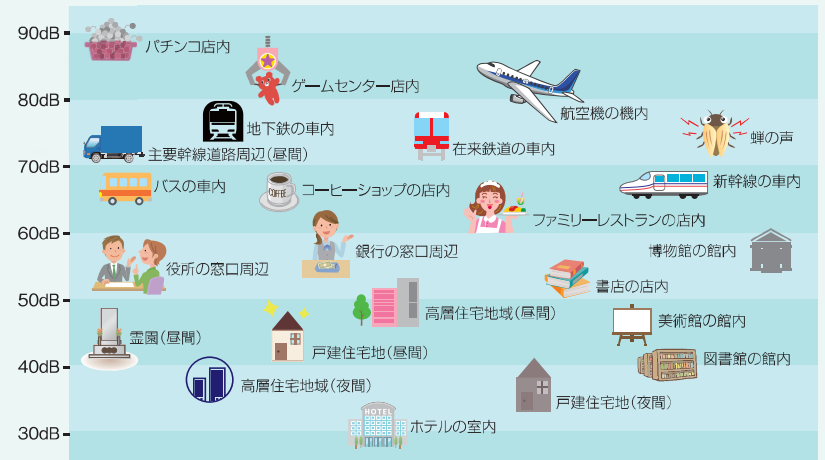 90dB
パチンコ店内
ゲームセンター店内
80dB
航空機の機内
地下鉄の車内
蝉の声
在来鉄道の車内
主要幹線道路周辺(昼間)
70dB
バスの車内
COFFEE
コーヒーショップの店内
新幹線の車内
ファミリーレストランの店内
60dB
銀行の窓口周辺
博物館の館内
役所の窓口周辺
書店の店内
50dB
高層住宅地域(昼間)
美術館の館内
霊園(昼間)
戸建住宅地(昼間)
図書館の館内
40dB
高層住宅地域(夜間)
戸建住宅地(夜間)
HOTEL
ホテルの室内
30dB